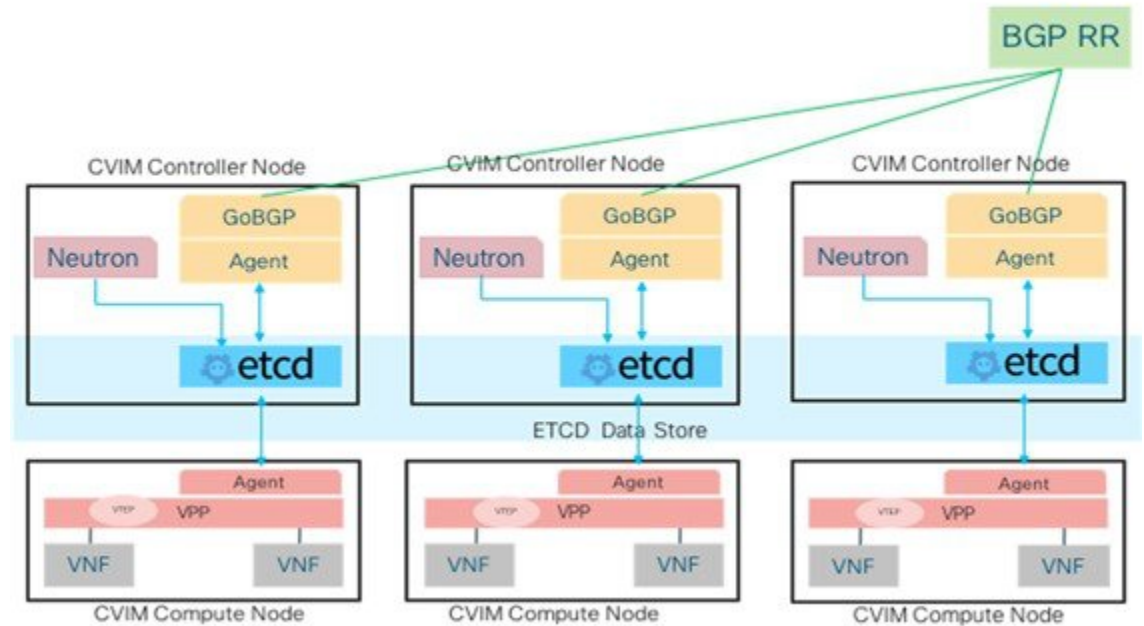 BGP RR
CVIM Controller Node
CVIM Controller Node
CVIM Controller Node
GoBGP
Neutron
Agent
etcd
GoBGP
Neutron
Agent
etcd
GoBGP
Neutron
Agent
etcd
ETCD Data Store
Agent
VTEP
VPP
VNF
VNF
Agent
VTEP
VPP
VNF
VNF
Agent
VTEP
VPP
VNF
VNF
CVIM Compute Node
CVIM Compute Node
CVIM Compute Node